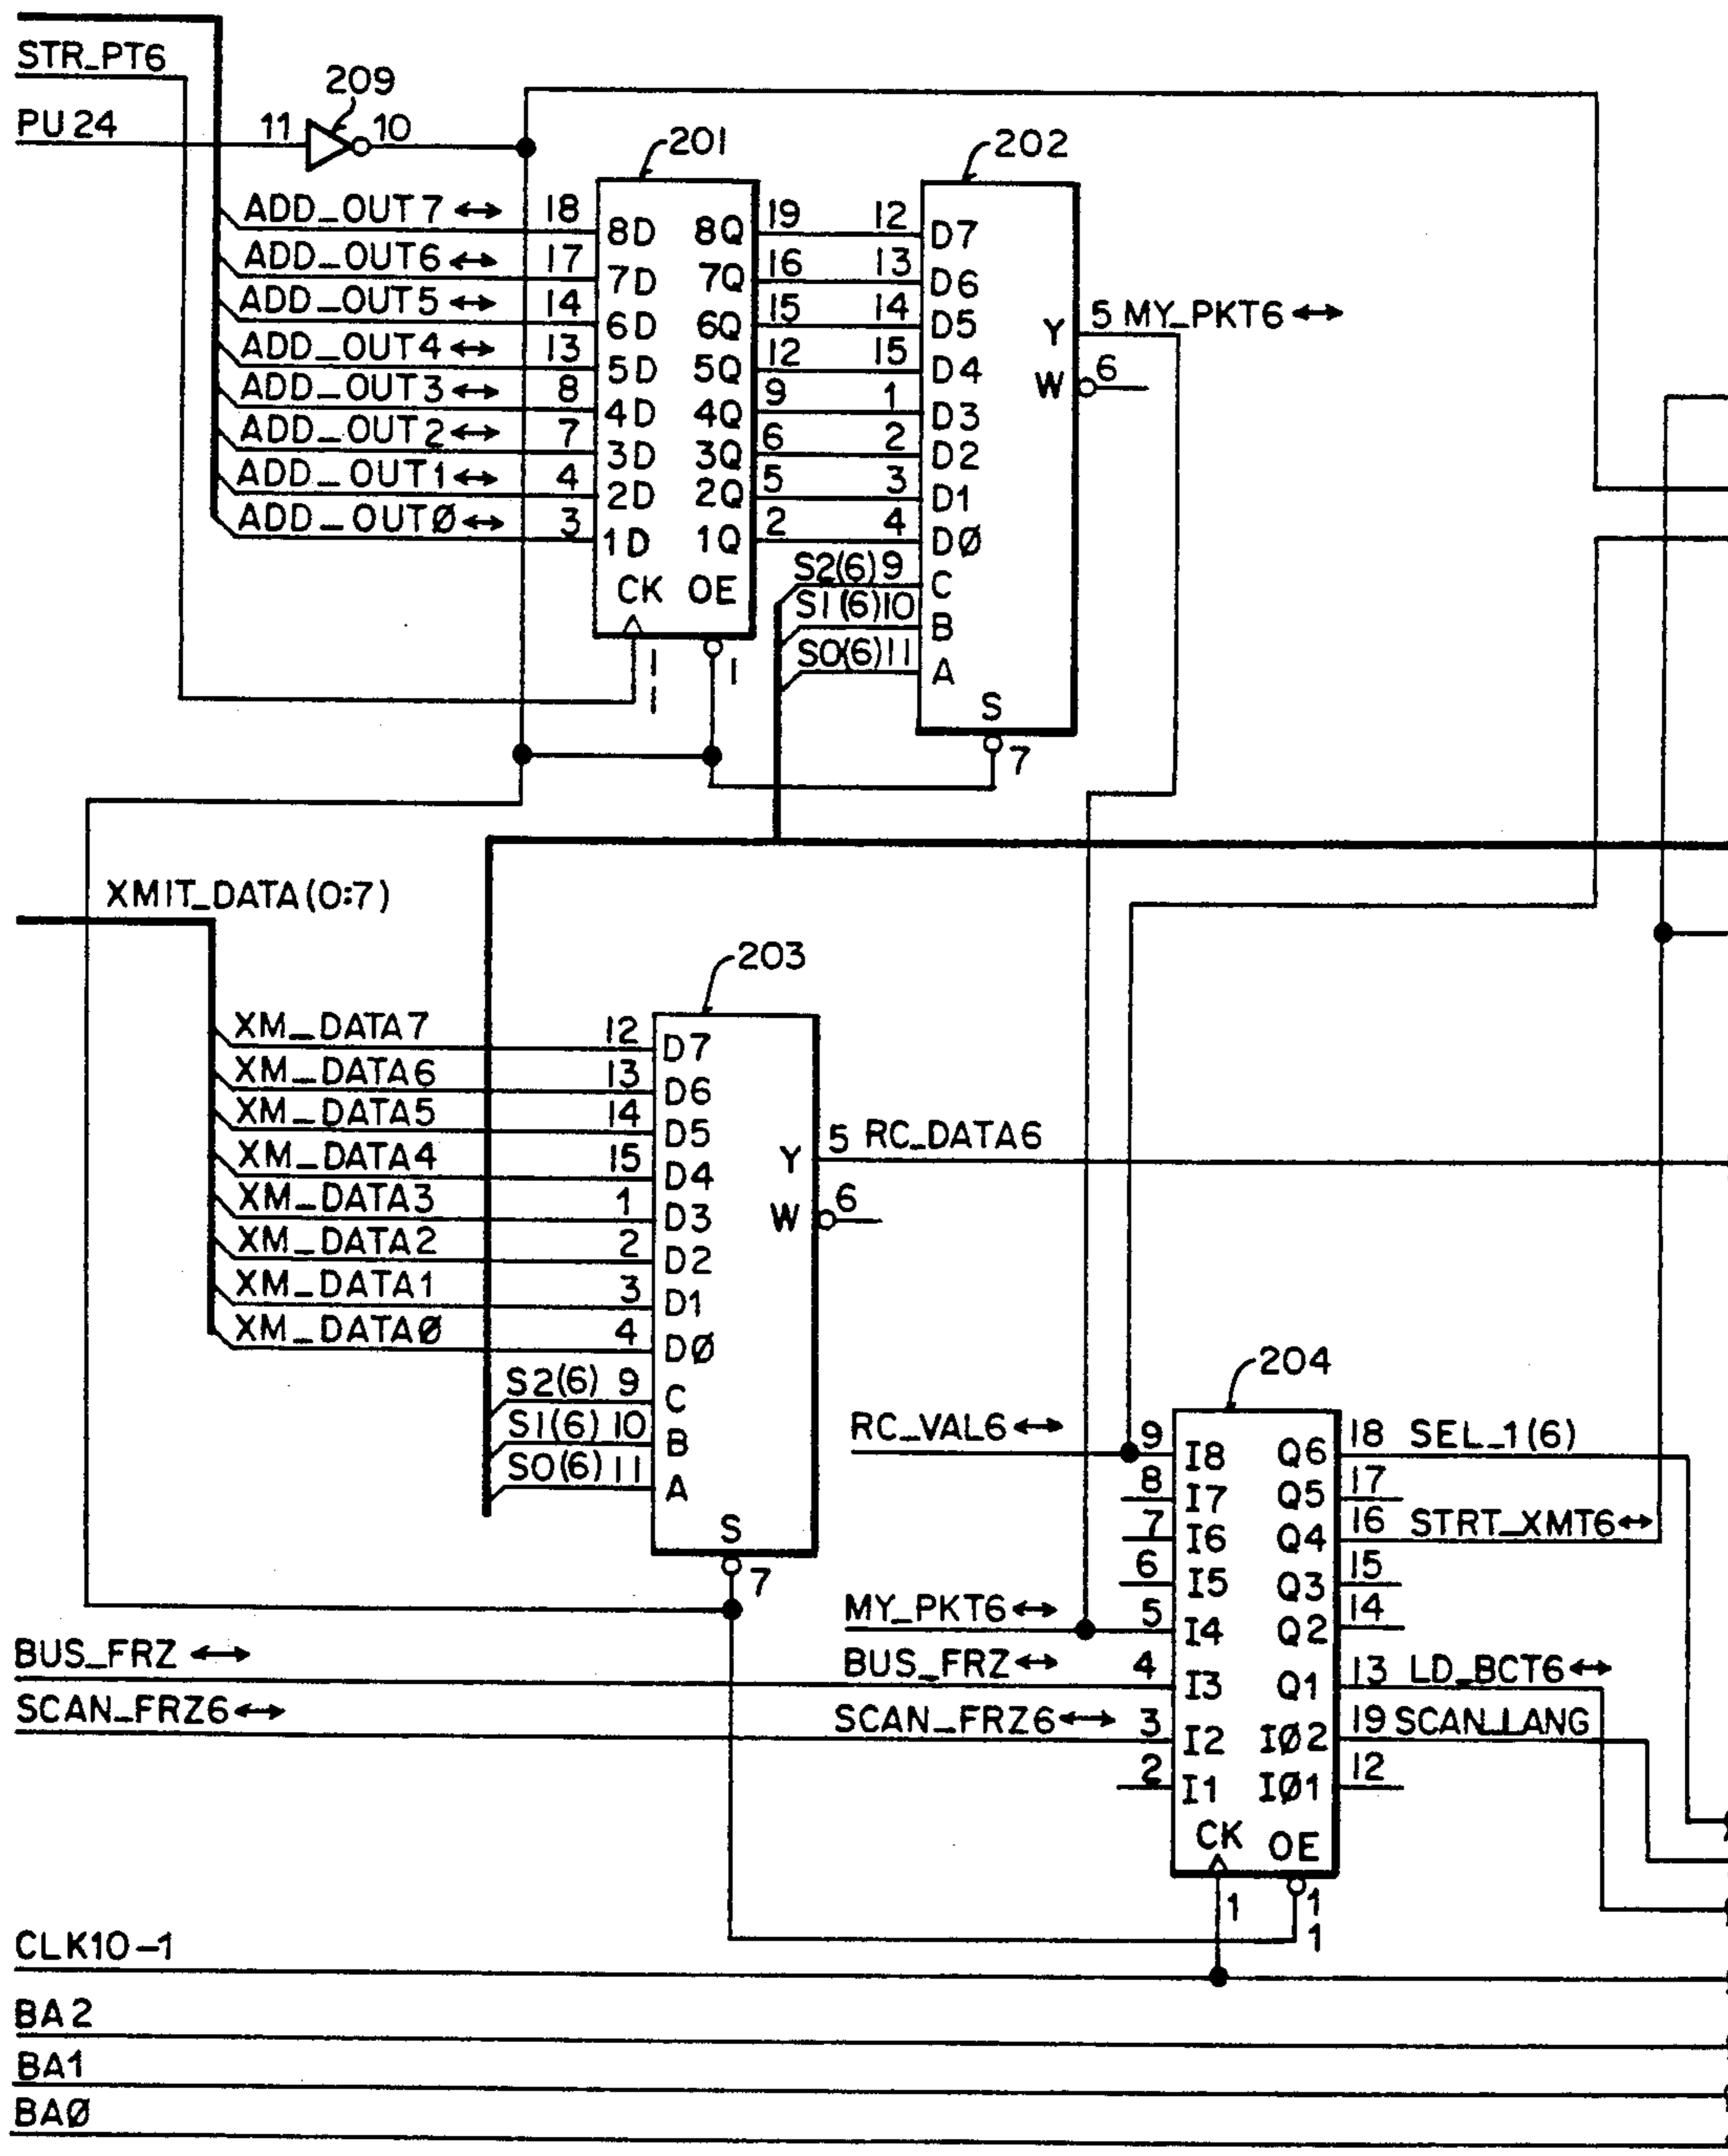 STR_PT6
209
PU24
11
10
201
202
ADD_OUT7 ↔ 18 8D 8Q 19 12 D7
ADD_OUT6 ↔ 17 7D 7Q 16 13 D6
ADD_OUT5 ↔ 14 6D 6Q 15 14 D5
Y 5 MY_PKT6 ↔
ADD_OUT4 ↔ 13 5D 5Q 12 15 D4
W 6
ADD_OUT3 ↔ 8 4D 4Q 9 1 D3
ADD_OUT2 ↔ 7 3D 3Q 6 2 D2
ADD_OUT1 ↔ 4 2D 2Q 5 3 D1
ADD_OUTØ ↔ 3 1D 1Q 2 4 DØ
CK OE
S2(6) 9 C
S1(6) 10 B
S0(6) 11 A
1
1
1
S
7
XMIT_DATA(0:7)
203
XM_DATA7 12 D7
XM_DATA6 13 D6
XM_DATA5 14 D5
Y 5 RC_DATA6
XM_DATA4 15 D4
XM_DATA3 1 D3
W 6
XM_DATA2 2 D2
XM_DATA1 3 D1
XM_DATAØ 4 DØ
S2(6) 9 C
S1(6) 10 B
S0(6) 11 A
S
7
204
RC_VAL6 ↔ 9 I8 Q6 18 SEL_1(6)
8 I7 Q5 17
7 I6 Q4 16 STRT_XMT6 ↔
6 I5 Q3 15
MY_PKT6 ↔ 5 I4 Q2 14
BUS_FRZ ↔ BUS_FRZ ↔ 4 I3 Q1 13 LD_BCT6 ↔
SCAN_FRZ6 ↔ SCAN_FRZ6 ↔ 3 I2 IØ2 19 SCAN_LANG
2 I1 IØ1 12
CK OE
1
1
1
CLK10-1
BA2
BA1
BAØ